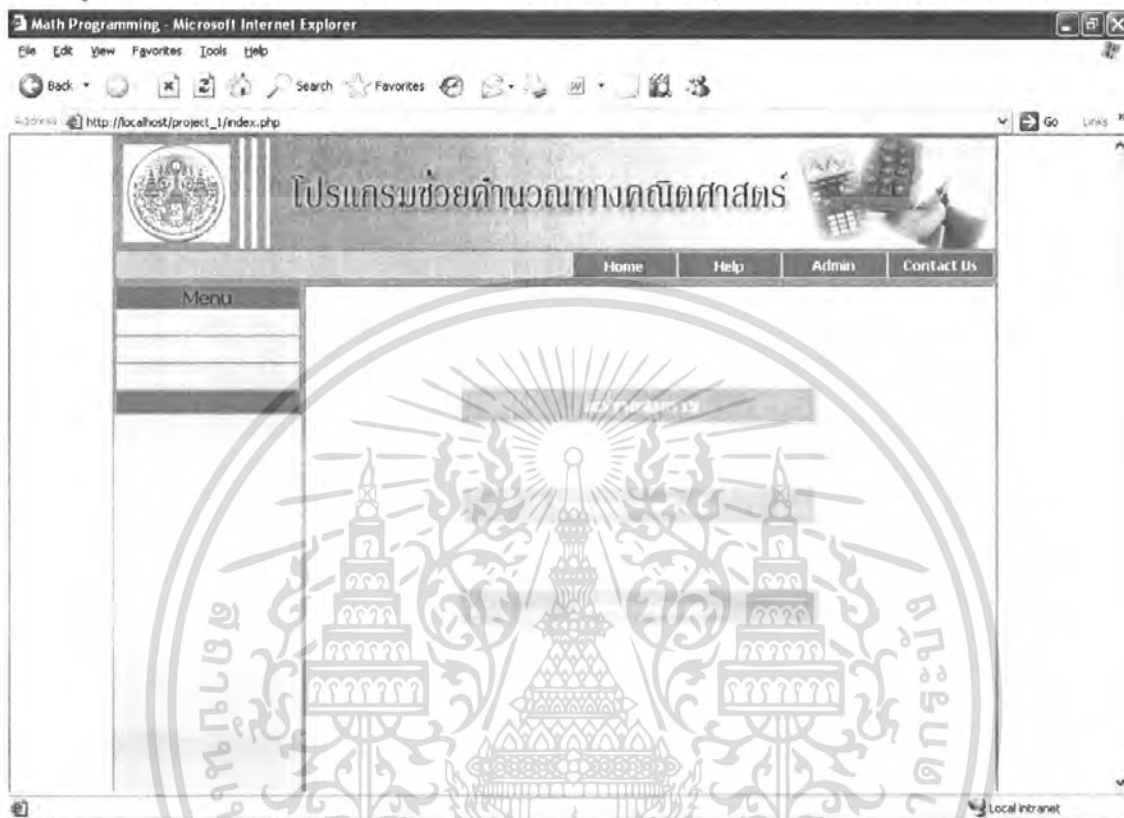 Math Programming - Microsoft Internet Explorer
File Edit View Favorites Tools Help
Back Search Favorites
Address http://localhost/project_1/index.php Go Links
โปรแกรมช่วยคำนวณทางคณิตศาสตร์
Home Help Admin Contact Us
Menu
Local intranet